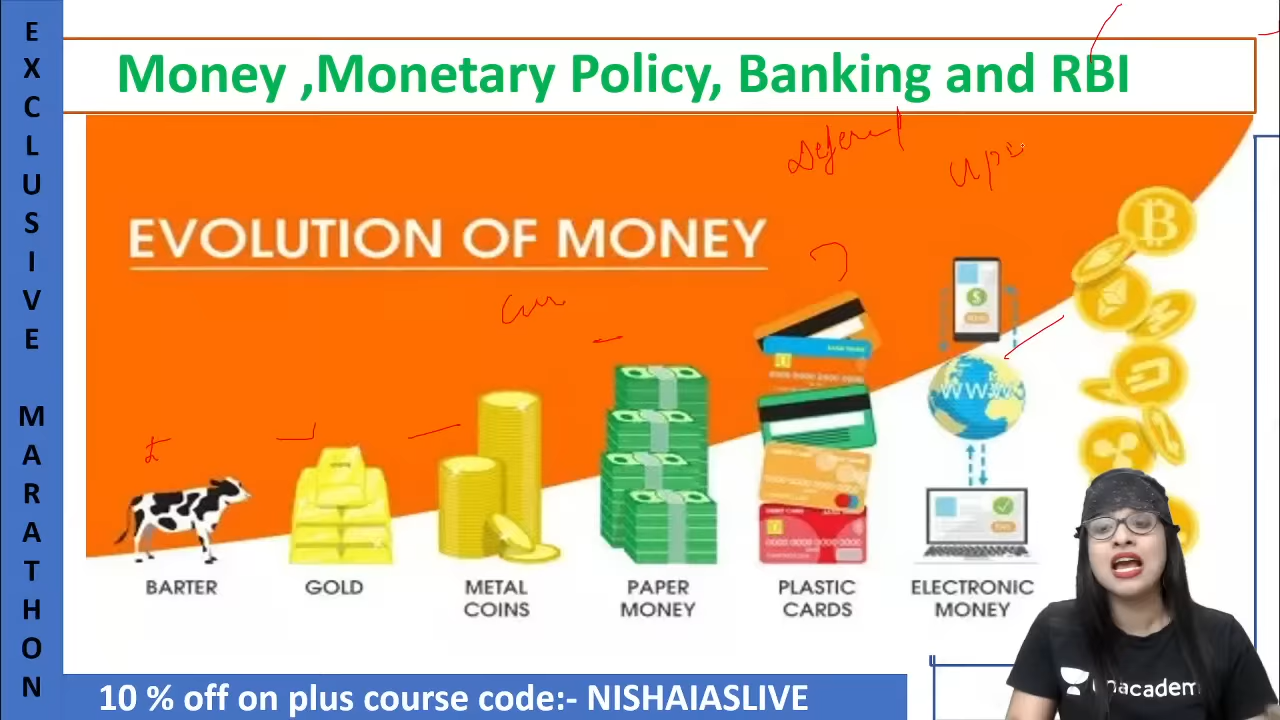 EXCLUSIVE MARATHON
Money ,Monetary Policy, Banking and RBI
EVOLUTION OF MONEY
www
BARTER
GOLD
METAL
COINS
PAPER
MONEY
PLASTIC
CARDS
ELECTRONIC
MONEY
10 % off on plus course code:- NISHAIASLIVE